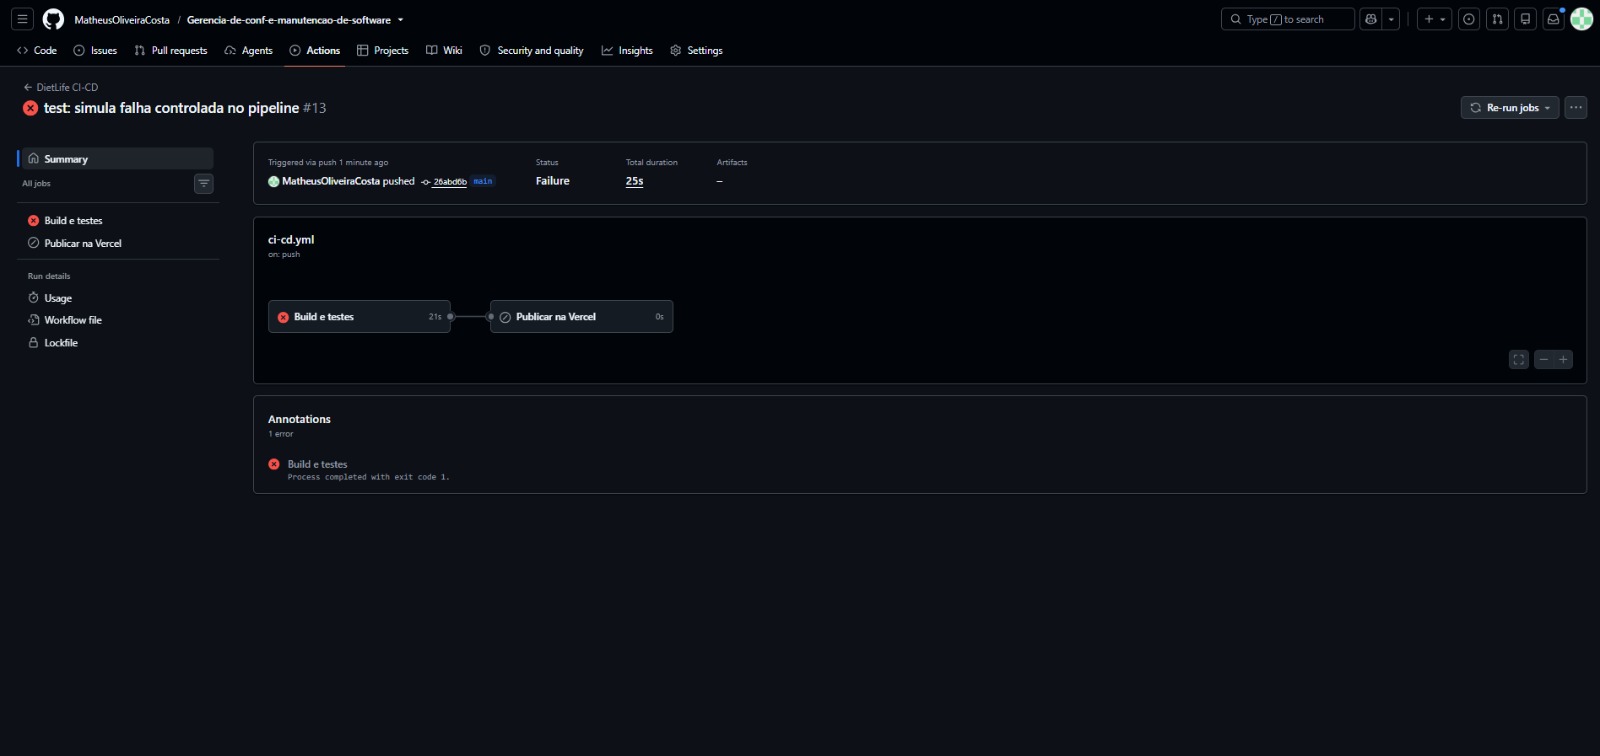 MatheusOliveiraCosta / Gerencia-de-conf-e-manutencao-de-software
Type / to search
Code Issues Pull requests Agents Actions Projects Wiki Security and quality Insights Settings
DietLife CI-CD
test: simula falha controlada no pipeline #13
Re-run jobs
Summary
All jobs
Build e testes
Publicar na Vercel
Run details
Usage
Workflow file
Lockfile
Triggered via push 1 minute ago
MatheusOliveiraCosta pushed 26abd6b main
Status
Failure
Total duration
25s
Artifacts
–
ci-cd.yml
on: push
Build e testes 21s
Publicar na Vercel 0s
Annotations
1 error
Build e testes
Process completed with exit code 1.